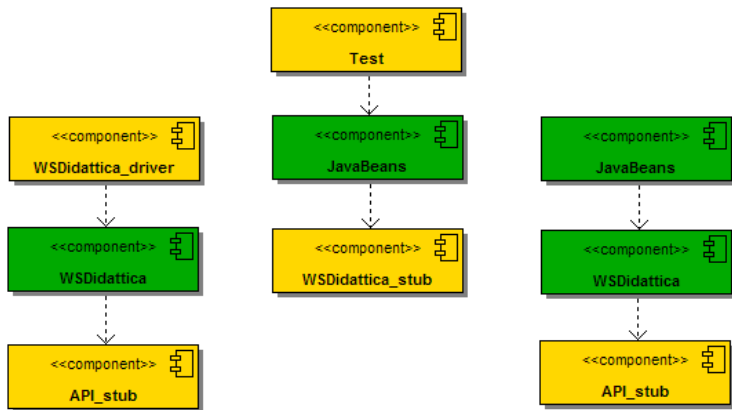 <<component>>
Test
<<component>>
WSDidattica_driver
<<component>>
WSDidattica
<<component>>
API_stub
<<component>>
JavaBeans
<<component>>
WSDidattica_stub
<<component>>
JavaBeans
<<component>>
WSDidattica
<<component>>
API_stub